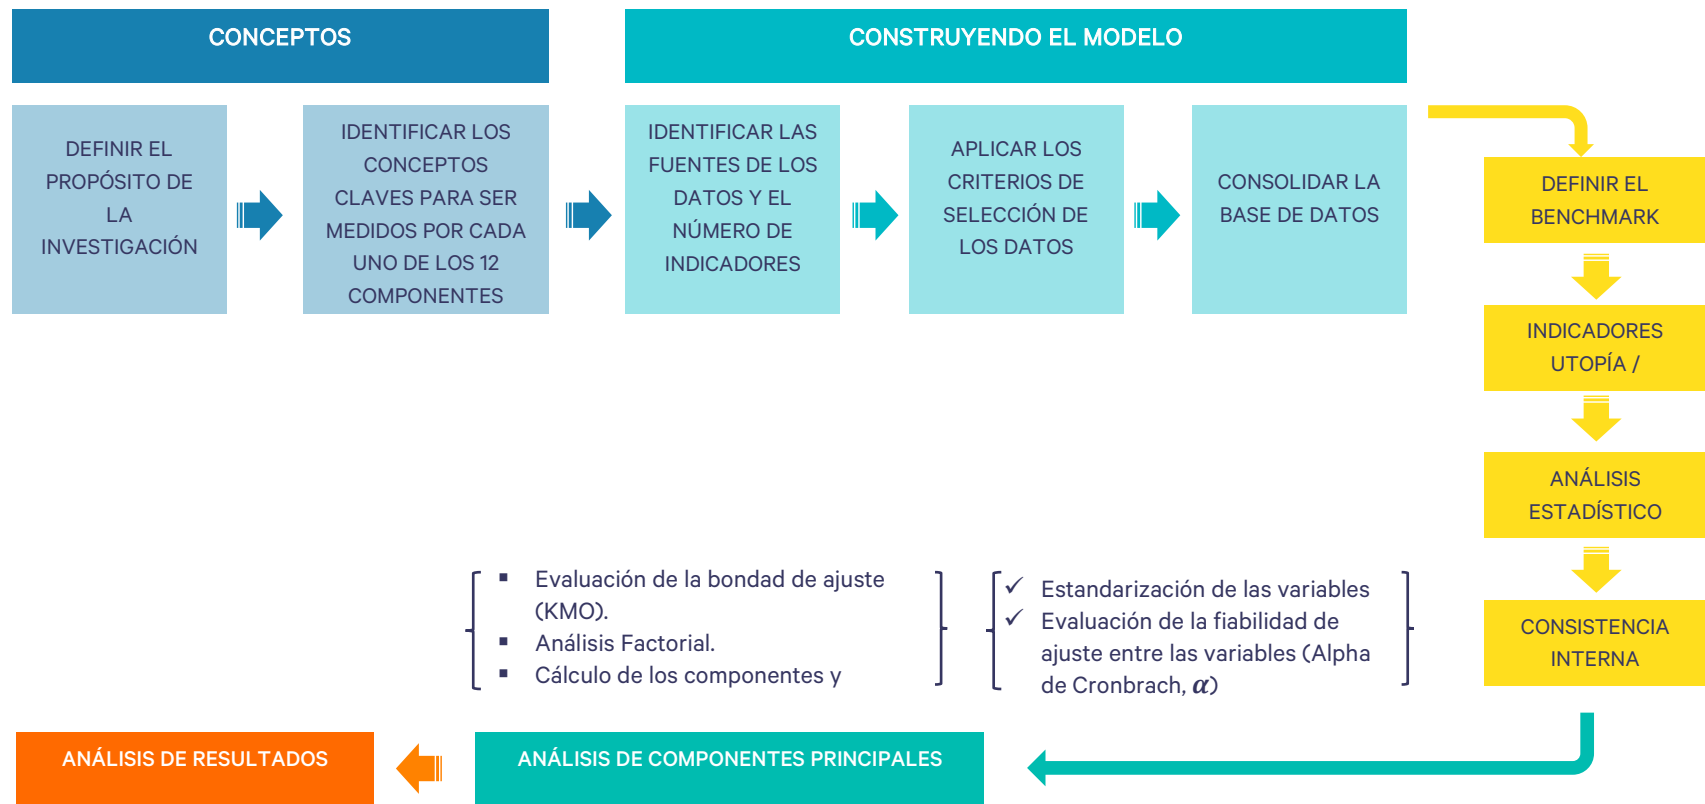 CONCEPTOS
CONSTRUYENDO EL MODELO
DEFINIR EL
PROPÓSITO DE
LA
INVESTIGACIÓN
IDENTIFICAR LOS
CONCEPTOS
CLAVES PARA SER
MEDIDOS POR CADA
UNO DE LOS 12
COMPONENTES
IDENTIFICAR LAS
FUENTES DE LOS
DATOS Y EL
NÚMERO DE
INDICADORES
APLICAR LOS
CRITERIOS DE
SELECCIÓN DE
LOS DATOS
CONSOLIDAR LA
BASE DE DATOS
DEFINIR EL
BENCHMARK
INDICADORES
UTOPÍA /
ANÁLISIS
ESTADÍSTICO
CONSISTENCIA
INTERNA
✓ Estandarización de las variables
✓ Evaluación de la fiabilidad de
ajuste entre las variables (Alpha
de Cronbrach, α)
▪ Evaluación de la bondad de ajuste
(KMO).
▪ Análisis Factorial.
▪ Cálculo de los componentes y
ANÁLISIS DE COMPONENTES PRINCIPALES
ANÁLISIS DE RESULTADOS